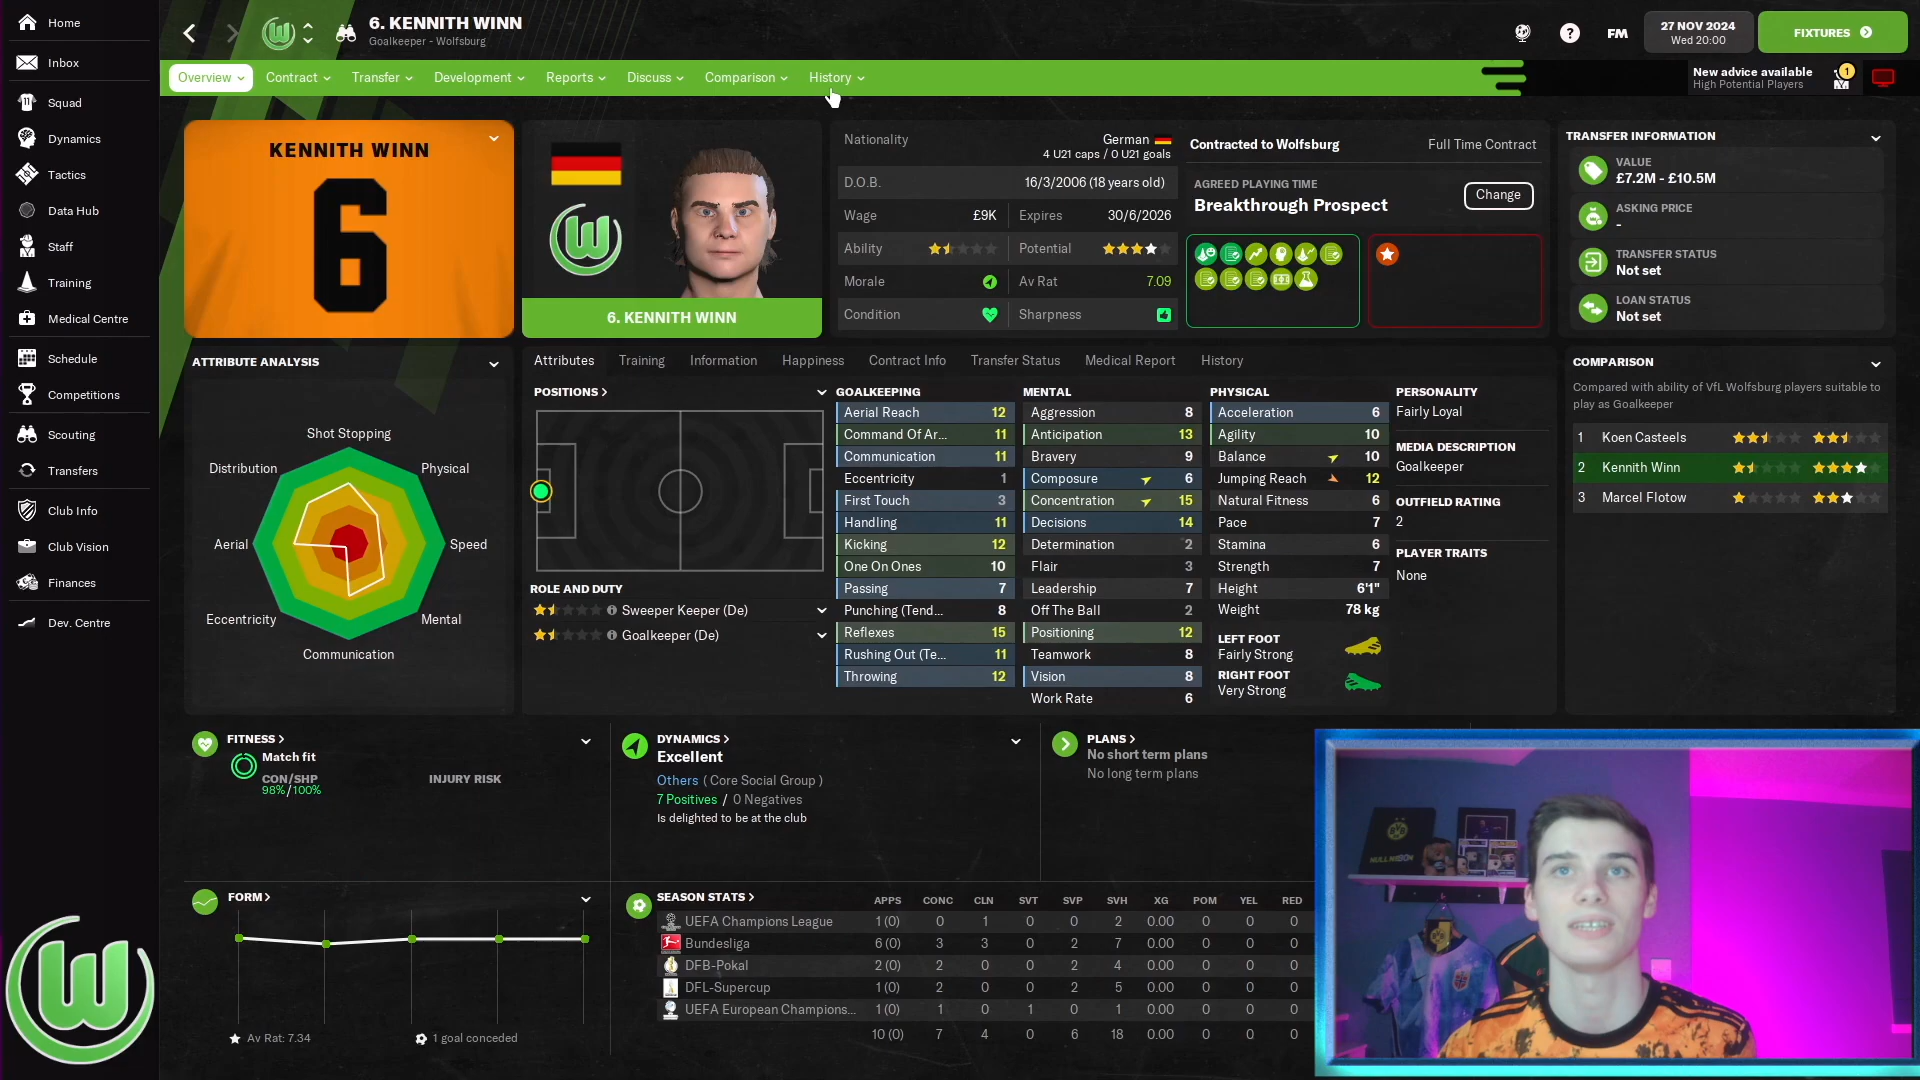 Home
Inbox
Squad
Dynamics
Tactics
Data Hub
Staff
Training
Medical Centre
Schedule
Competitions
Scouting
Transfers
Club Info
Club Vision
Finances
Dev. Centre
6. KENNITH WINN
Goalkeeper - Wolfsburg
FM
27 NOV 2024
Wed 20:00
FIXTURES
Overview Contract Transfer Development Reports Discuss Comparison History
New advice available
High Potential Players
1
KENNITH WINN
6
6. KENNITH WINN
Nationality German
4 U21 caps / 0 U21 goals
D.O.B. 16/3/2006 (18 years old)
Wage £9K Expires 30/6/2026
Ability Potential
Morale Av Rat 7.09
Condition Sharpness
Contracted to Wolfsburg Full Time Contract
AGREED PLAYING TIME
Breakthrough Prospect
Change
TRANSFER INFORMATION
VALUE
£7.2M - £10.5M
ASKING PRICE
-
TRANSFER STATUS
Not set
LOAN STATUS
Not set
ATTRIBUTE ANALYSIS
Shot Stopping
Distribution Physical
Aerial Speed
Eccentricity Mental
Communication
Attributes Training Information Happiness Contract Info Transfer Status Medical Report History
POSITIONS >
ROLE AND DUTY
Sweeper Keeper (De)
Goalkeeper (De)
GOALKEEPING
Aerial Reach 12
Command Of Ar... 11
Communication 11
Eccentricity 1
First Touch 3
Handling 11
Kicking 12
One On Ones 10
Passing 7
Punching (Tend... 8
Reflexes 15
Rushing Out (Te... 11
Throwing 12
MENTAL
Aggression 8
Anticipation 13
Bravery 9
Composure 6
Concentration 15
Decisions 14
Determination 2
Flair 3
Leadership 7
Off The Ball 2
Positioning 12
Teamwork 8
Vision 8
Work Rate 6
PHYSICAL
Acceleration 6
Agility 10
Balance 10
Jumping Reach 12
Natural Fitness 6
Pace 7
Stamina 6
Strength 7
Height 6'1"
Weight 78 kg
LEFT FOOT
Fairly Strong
RIGHT FOOT
Very Strong
PERSONALITY
Fairly Loyal
MEDIA DESCRIPTION
Goalkeeper
OUTFIELD RATING
2
PLAYER TRAITS
None
COMPARISON
Compared with ability of VfL Wolfsburg players suitable to
play as Goalkeeper
1 Koen Casteels
2 Kennith Winn
3 Marcel Flotow
FITNESS >
Match fit
CON/SHP
98%/100%
INJURY RISK
DYNAMICS >
Excellent
Others ( Core Social Group )
7 Positives / 0 Negatives
Is delighted to be at the club
PLANS >
No short term plans
No long term plans
FORM >
Av Rat: 7.34
1 goal conceded
SEASON STATS > APPS CONC CLN SVT SVP SVH XG POM YEL RED
UEFA Champions League 1 (0) 0 1 0 0 2 0.00 0 0 0
Bundesliga 6 (0) 3 3 0 2 7 0.00 0 0 0
DFB-Pokal 2 (0) 2 0 0 2 4 0.00 0 0 0
DFL-Supercup 1 (0) 2 0 0 2 5 0.00 0 0 0
UEFA European Champions... 1 (0) 1 0 1 0 1 0.00 0 0 0
10 (0) 7 4 0 6 18 0.00 0 0 0